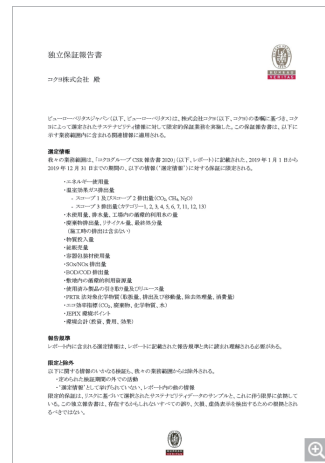 独立保証報告書
BUREAU
VERITAS
コクヨ株式会社 殿
ビューローベリタスジャパン(以下、ビューローベリタス)は、株式会社コクヨ(以下、コクヨ)の委嘱に基づき、コクヨ
によって選定されたサステナビリティ情報に対して限定的保証業務を実施した。この保証報告書は、以下に
示す業務範囲内に含まれる関連情報に適用される。
選定情報
我々の業務範囲は、「コクヨグループ CSR 報告書 2020」(以下、レポート)に記載された、2019 年 1 月 1 日から
2019 年 12 月 31 日までの期間の、以下の情報('選定情報')に対する保証に限定される。
・エネルギー使用量
・温室効果ガス排出量
- スコープ 1 及びスコープ 2 排出量(CO₂, CH₄, N₂O)
- スコープ 3 排出量(カテゴリー1, 2, 3, 4, 5, 6, 7, 11, 12, 13)
・水使用量、排水量、工場内の循環的利用水の量
・廃棄物排出量、リサイクル量、最終処分量
(施工時の排出は含まない)
・物質投入量
・総販売量
・容器包装材使用量
・SOx/NOx 排出量
・BOD/COD 排出量
・敷地内の循環的利用資源量
・使用済み製品の引き取り量及びリユース量
・PRTR 法対象化学物質(取扱量、排出及び移動量、除去処理量、消費量)
・エコ効率指標(CO₂、廃棄物、化学物質、水)
・JEPIX 環境ポイント
・環境会計(投資、費用、効果)
報告規準
レポート内に含まれる選定情報は、レポートに記載された報告規準と共に読まれ理解される必要がある。
限定と除外
以下に関する情報のいかなる検証も、我々の業務範囲からは除外される。
・定められた検証期間の外での活動
・'選定情報'として挙げられていない、レポート内の他の情報
限定的保証は、リスクに基づいて選択されたサステナビリティデータのサンプルと、これに伴う限界に依拠して
いる。この独立報告書は、存在するかもしれないすべての誤り、欠損、虚偽表示を検出するための根拠とされ
るべきではない。